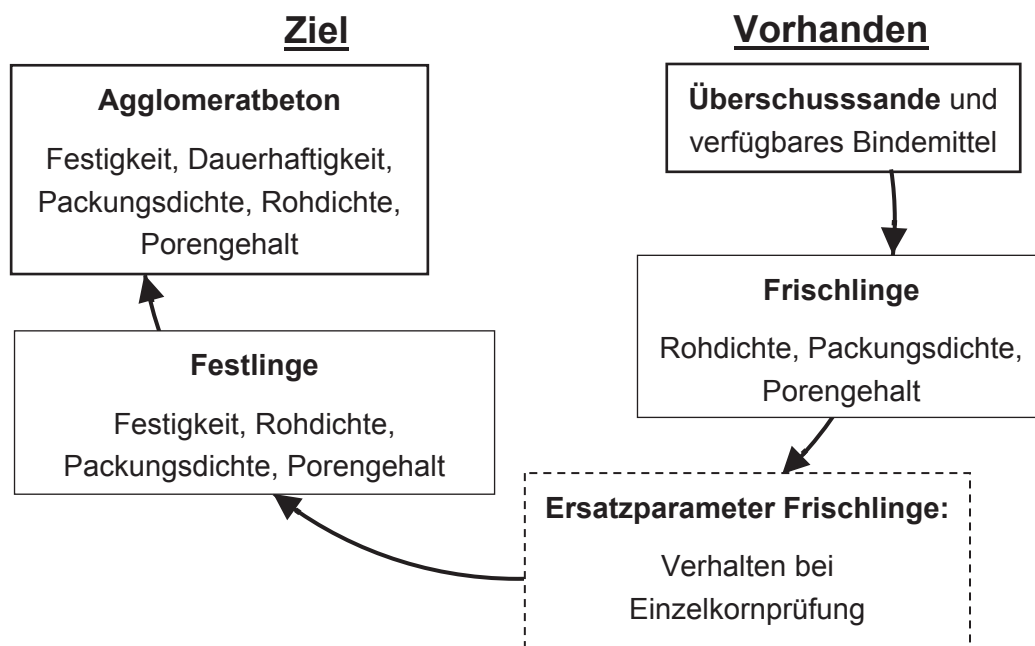 Ziel
Agglomeratbeton
Festigkeit, Dauerhaftigkeit,
Packungsdichte, Rohdichte,
Porengehalt
Festlinge
Festigkeit, Rohdichte,
Packungsdichte, Porengehalt
Vorhanden
Überschusssande und
verfügbares Bindemittel
Frischlinge
Rohdichte, Packungsdichte,
Porengehalt
Ersatzparameter Frischlinge:
Verhalten bei
Einzelkornprüfung